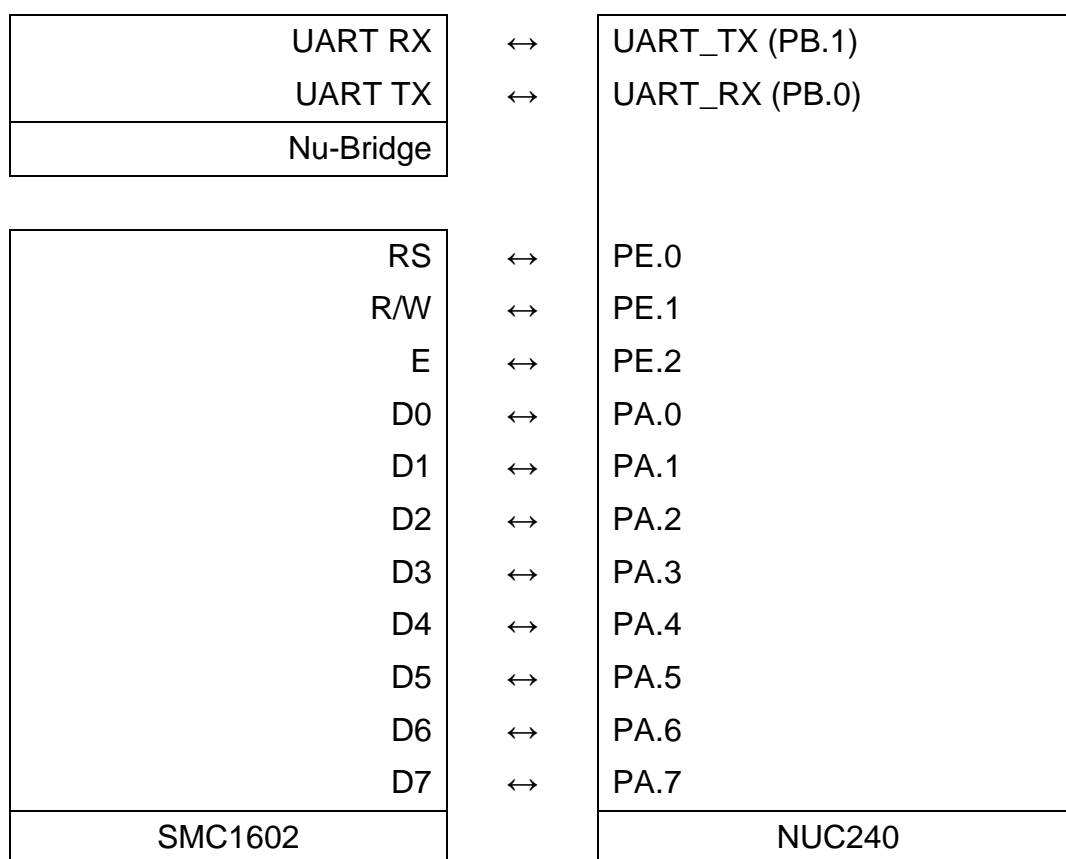 UART RX ↔ UART_TX (PB.1)
UART TX ↔ UART_RX (PB.0)
Nu-Bridge
RS ↔ PE.0
R/W ↔ PE.1
E ↔ PE.2
D0 ↔ PA.0
D1 ↔ PA.1
D2 ↔ PA.2
D3 ↔ PA.3
D4 ↔ PA.4
D5 ↔ PA.5
D6 ↔ PA.6
D7 ↔ PA.7
SMC1602 NUC240